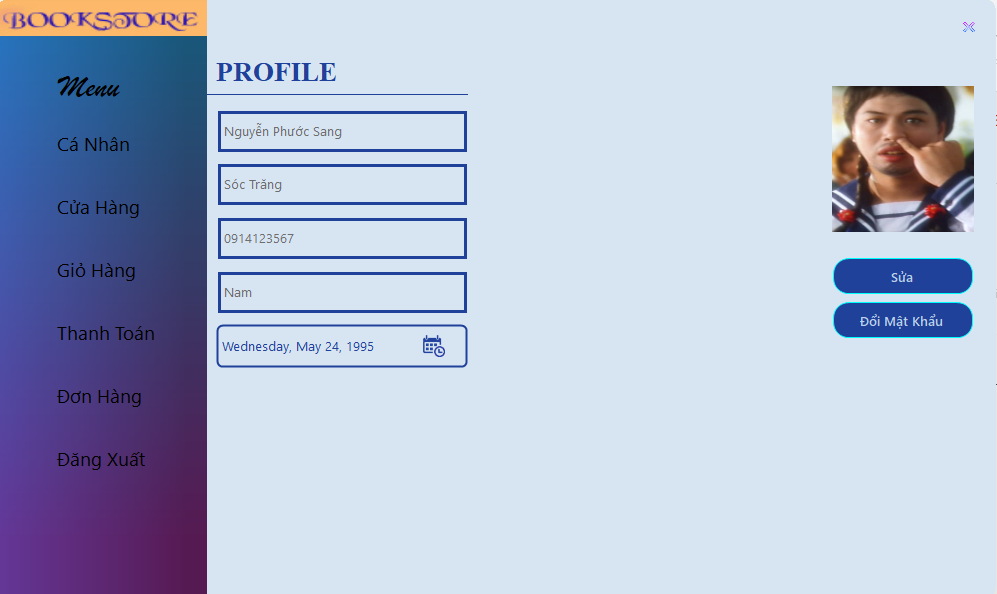 BOOKSTORE
Menu
Cá Nhân
Cửa Hàng
Giỏ Hàng
Thanh Toán
Đơn Hàng
Đăng Xuất
PROFILE
Nguyễn Phước Sang
Sóc Trăng
0914123567
Nam
Wednesday, May 24, 1995
Sửa
Đổi Mật Khẩu